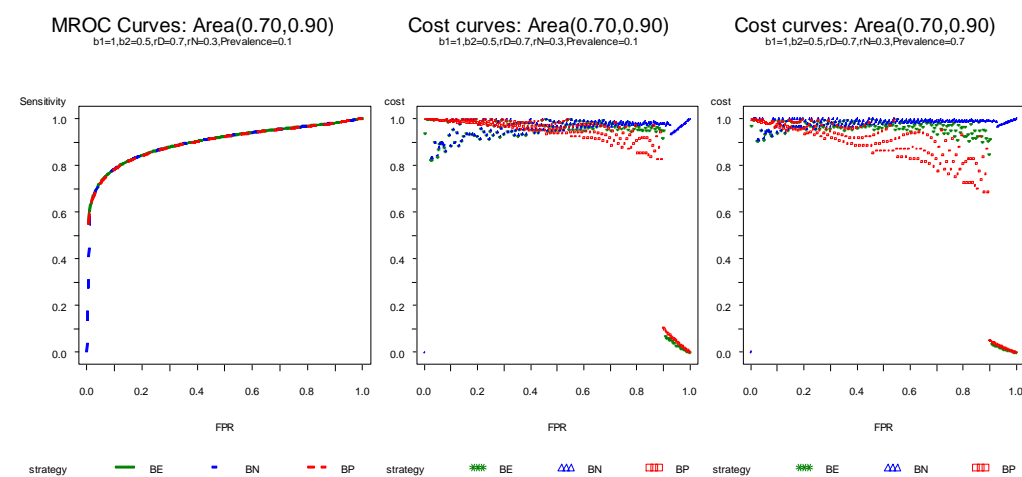 MROC Curves: Area(0.70,0.90)
b1=1,b2=0.5,rD=0.7,rN=0.3,Prevalence=0.1
Sensitivity
1.0
0.8
0.6
0.4
0.2
0.0
0.0 0.2 0.4 0.6 0.8 1.0
FPR
strategy BE BN BP
Cost curves: Area(0.70,0.90)
b1=1,b2=0.5,rD=0.7,rN=0.3,Prevalence=0.1
cost
1.0
0.8
0.6
0.4
0.2
0.0
0.0 0.2 0.4 0.6 0.8 1.0
FPR
strategy BE BN BP
Cost curves: Area(0.70,0.90)
b1=1,b2=0.5,rD=0.7,rN=0.3,Prevalence=0.7
cost
1.0
0.8
0.6
0.4
0.2
0.0
0.0 0.2 0.4 0.6 0.8 1.0
FPR
strategy BE BN BP